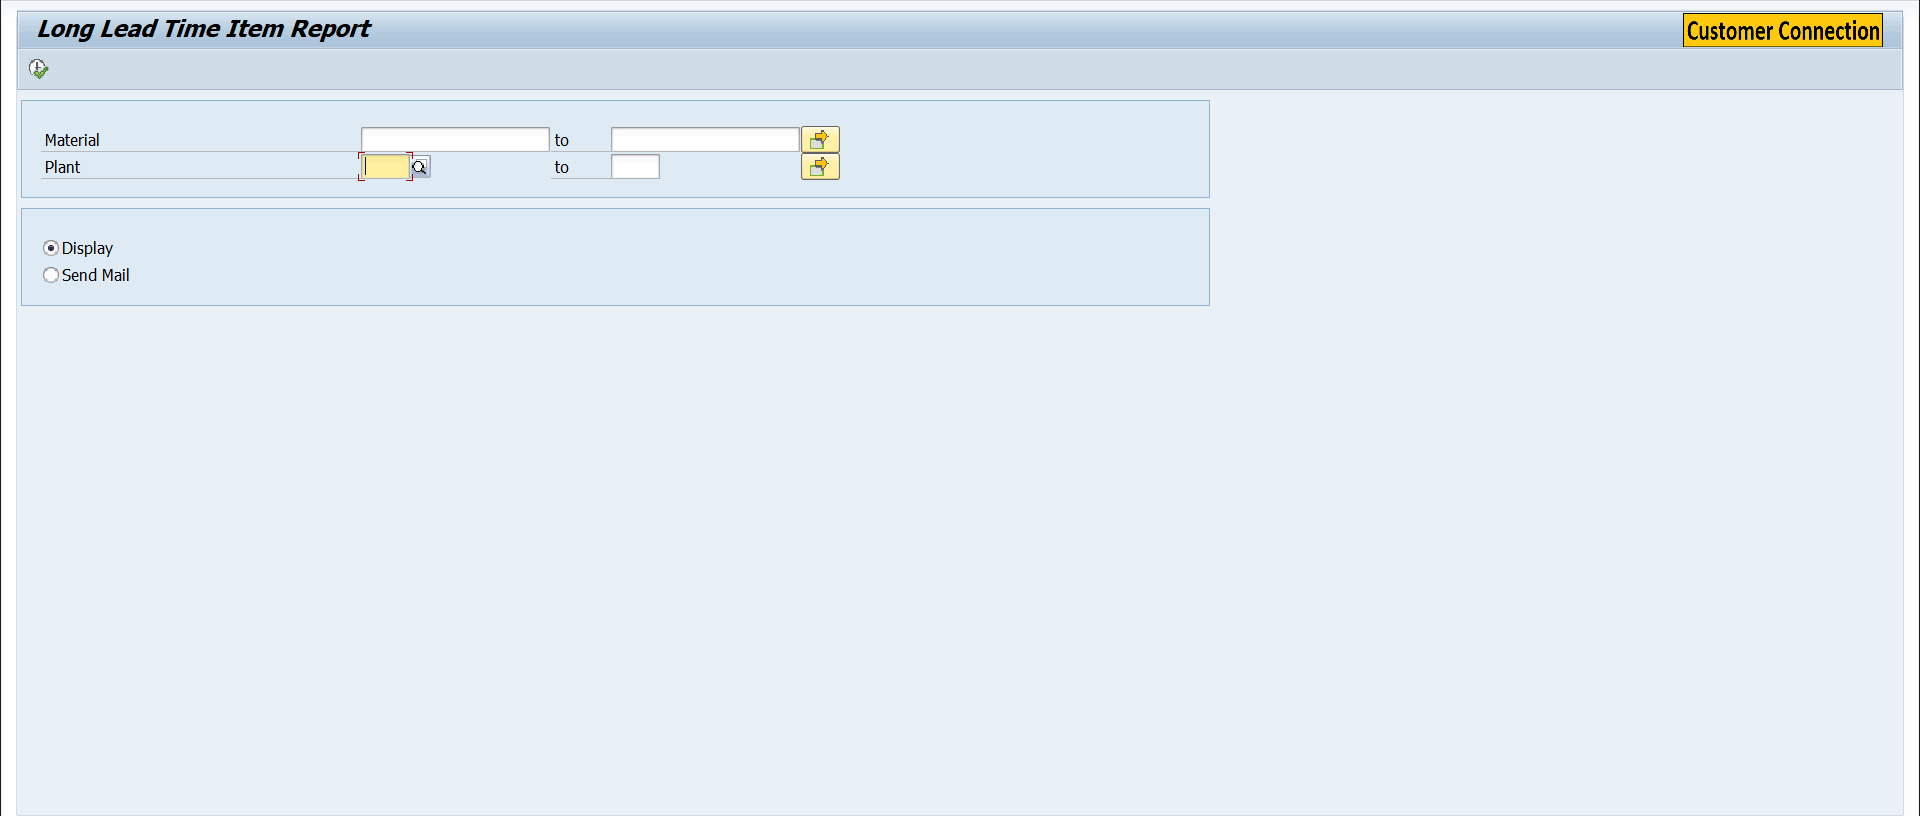 Long Lead Time Item Report
Customer Connection
Material to
Plant to
Display
Send Mail